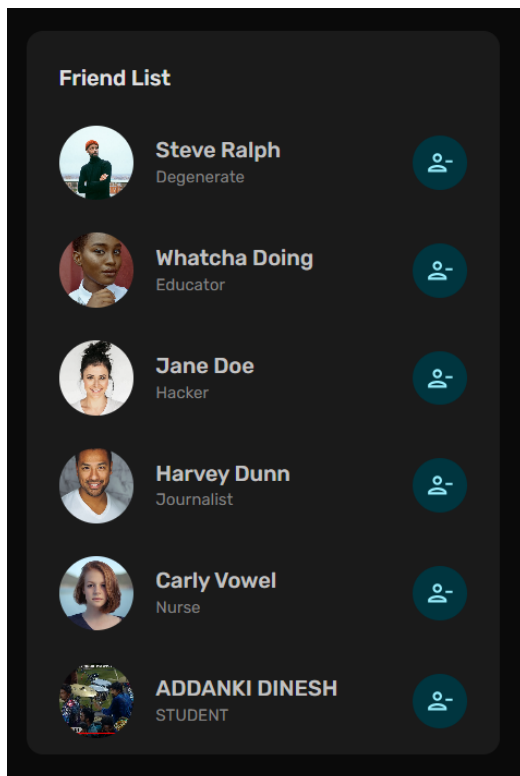 Friend List
Steve Ralph
Degenerate
Whatcha Doing
Educator
Jane Doe
Hacker
Harvey Dunn
Journalist
Carly Vowel
Nurse
ADDANKI DINESH
STUDENT